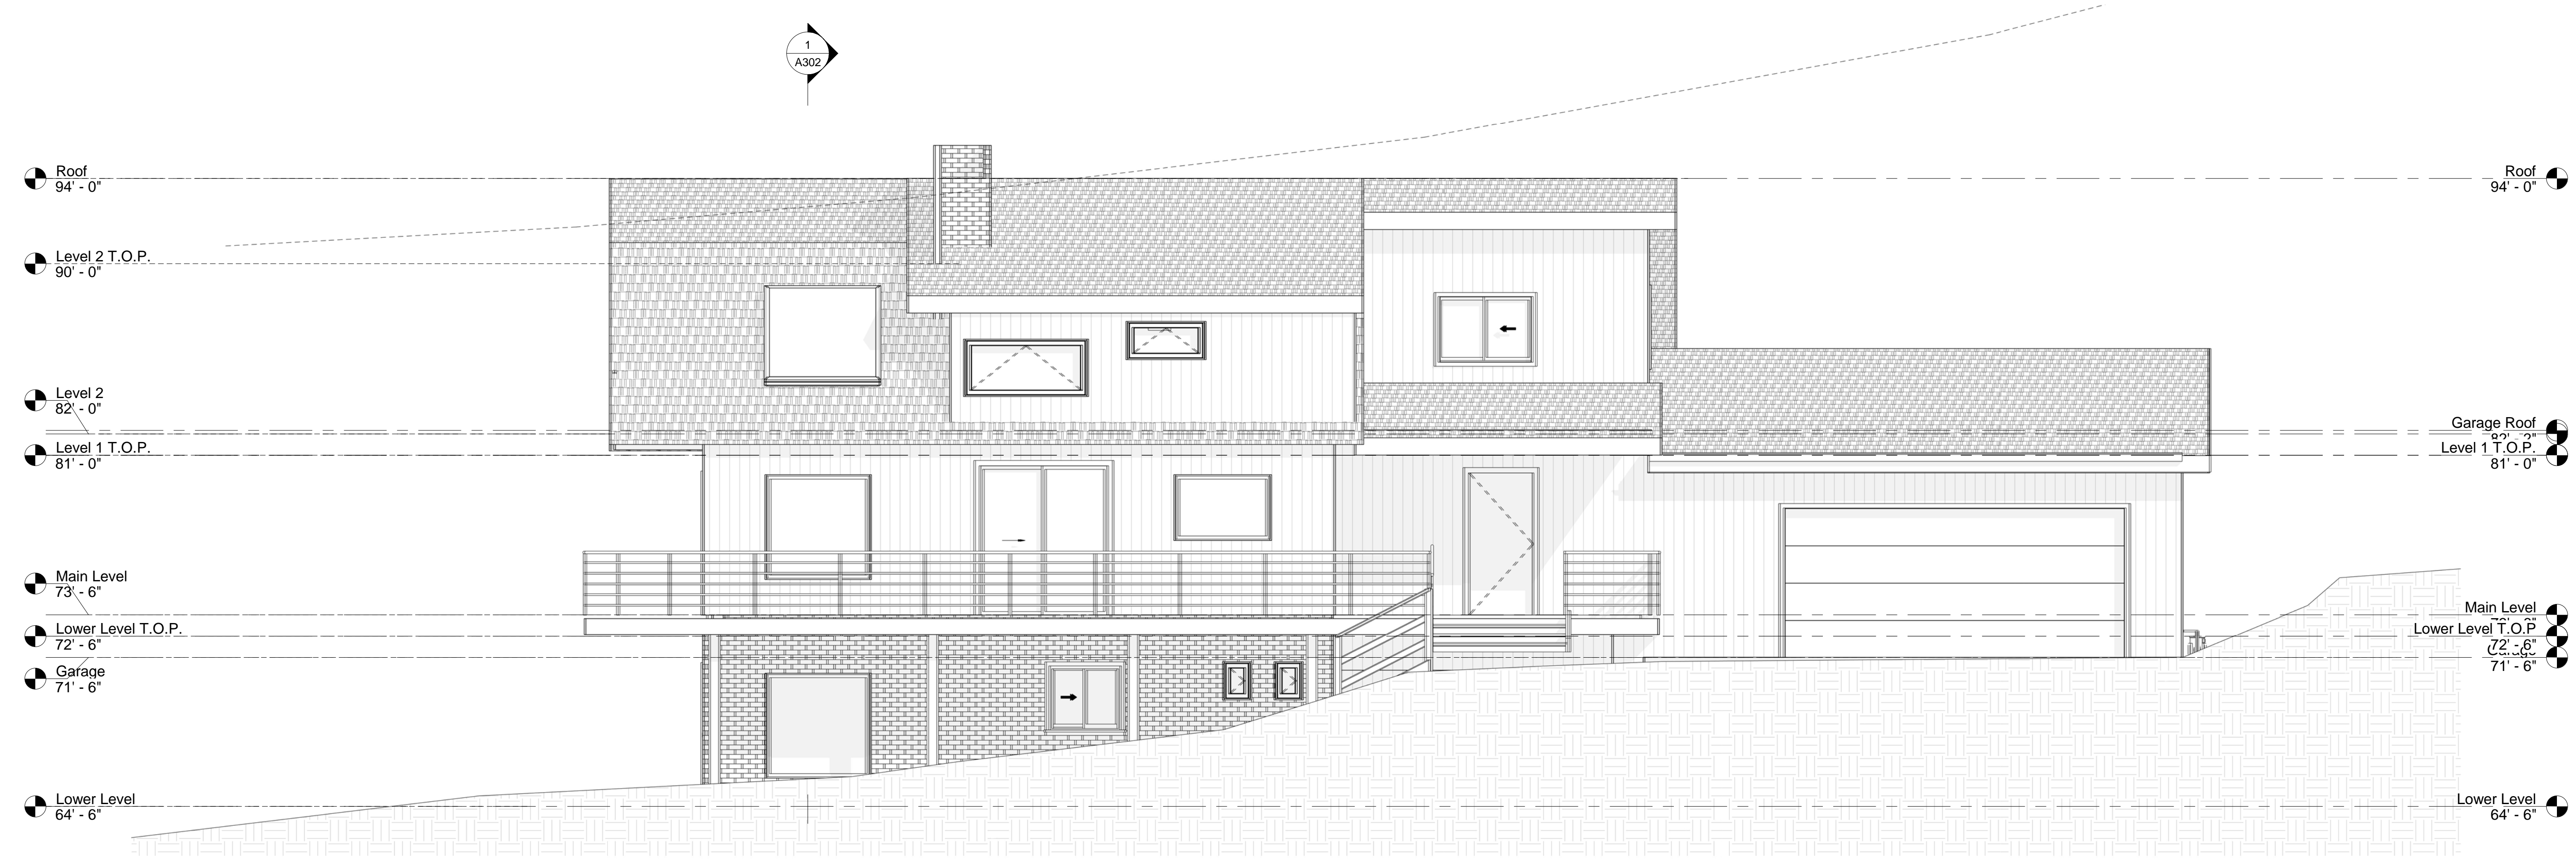 1
A302
Roof
94' - 0"
Roof
94' - 0"
Level 2 T.O.P.
90' - 0"
Level 2
82' - 0"
Garage Roof
Level 1 T.O.P.
81' - 0"
Level 1 T.O.P.
81' - 0"
Main Level
73' - 6"
Main Level
Lower Level T.O.P.
72' - 6"
Lower Level T.O.P
72' - 6"
Garage
71' - 6"
Garage
71' - 6"
Lower Level
64' - 6"
Lower Level
64' - 6"